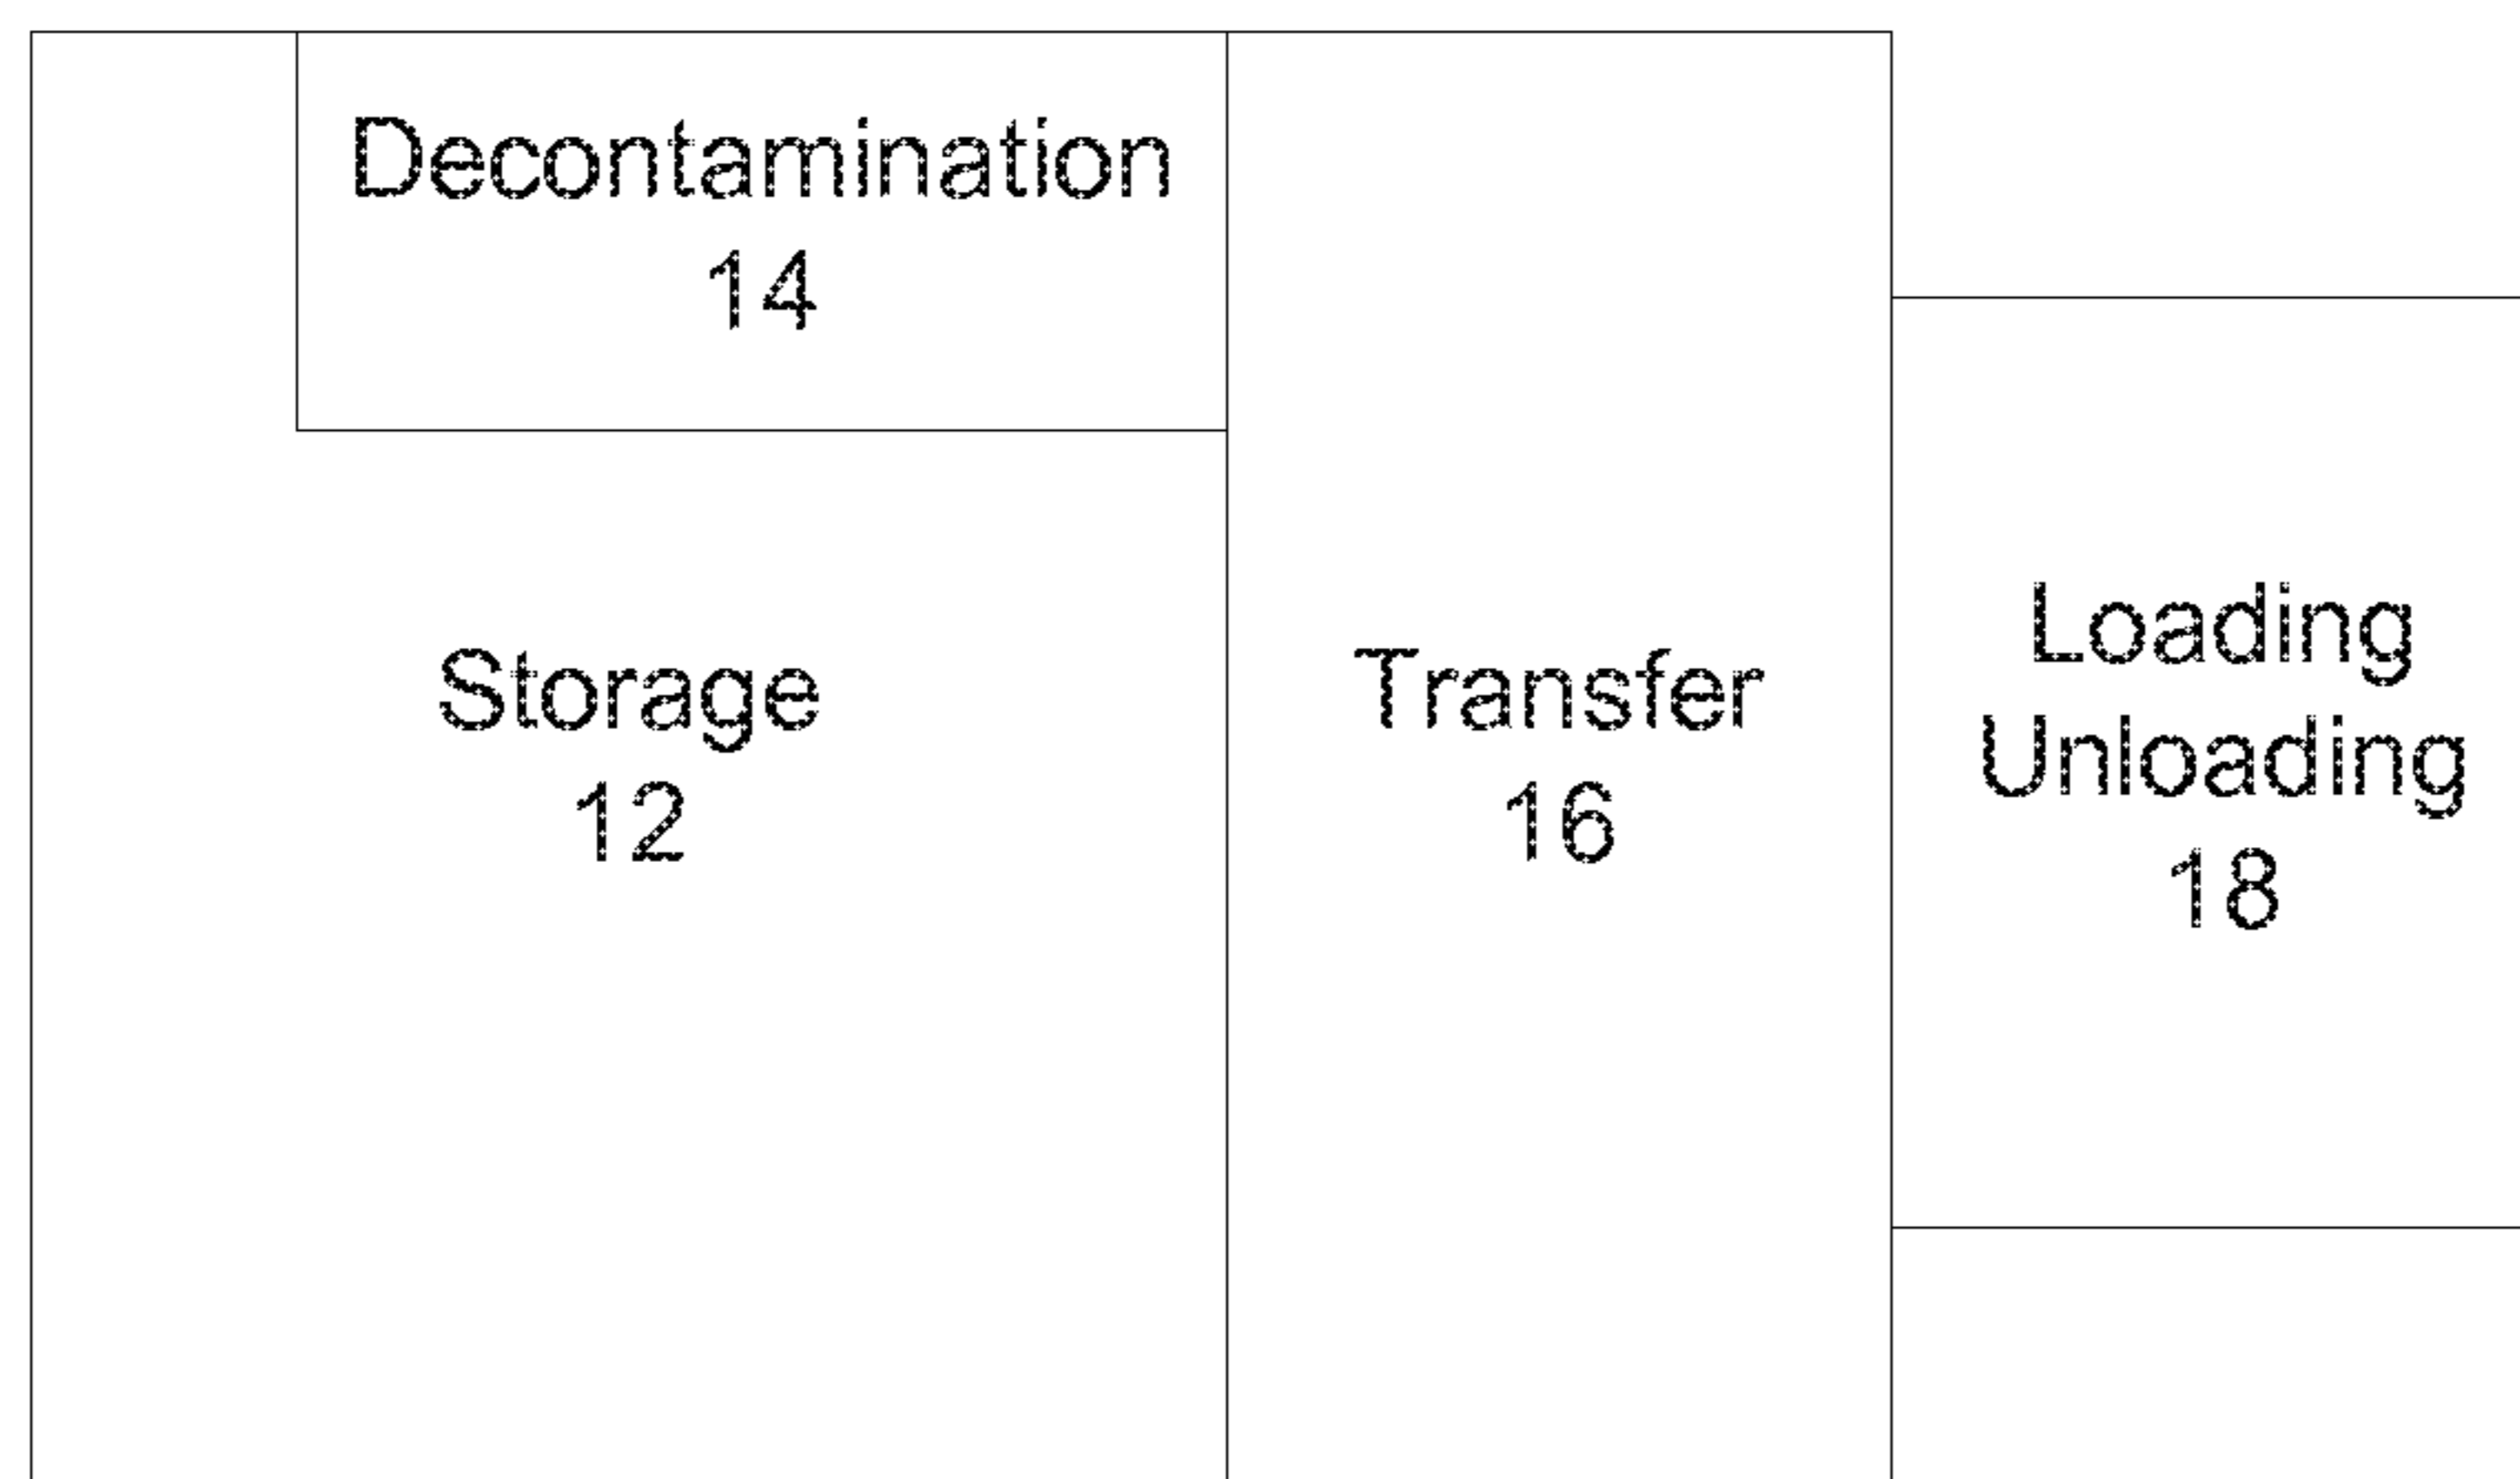 Decontamination
14
Storage
12
Transfer
16
Loading
Unloading
18